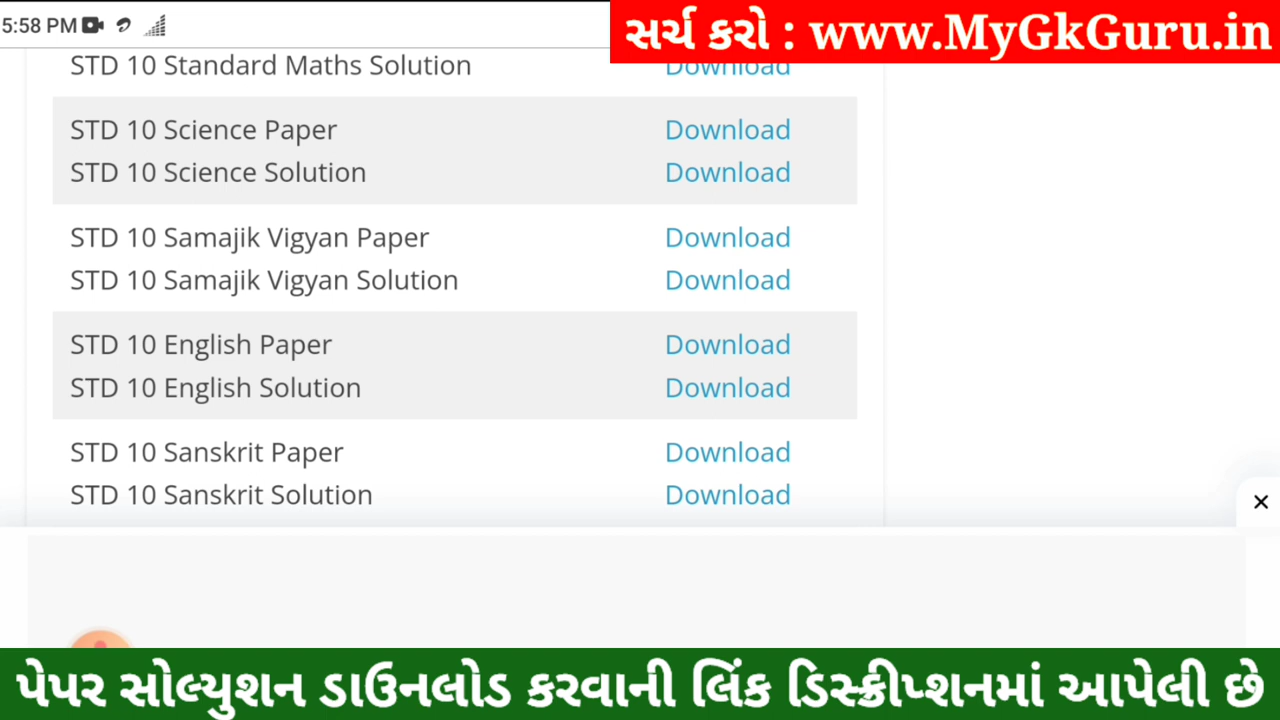 5:58 PM
સર્ચ કરો : www.MyGkGuru.in
STD 10 Standard Maths Solution Download
STD 10 Science Paper Download
STD 10 Science Solution Download
STD 10 Samajik Vigyan Paper Download
STD 10 Samajik Vigyan Solution Download
STD 10 English Paper Download
STD 10 English Solution Download
STD 10 Sanskrit Paper Download
STD 10 Sanskrit Solution Download
પેપર સોલ્યુશન ડાઉનલોડ કરવાની લિંક ડિસ્ક્રીપ્શનમાં આપેલી છે